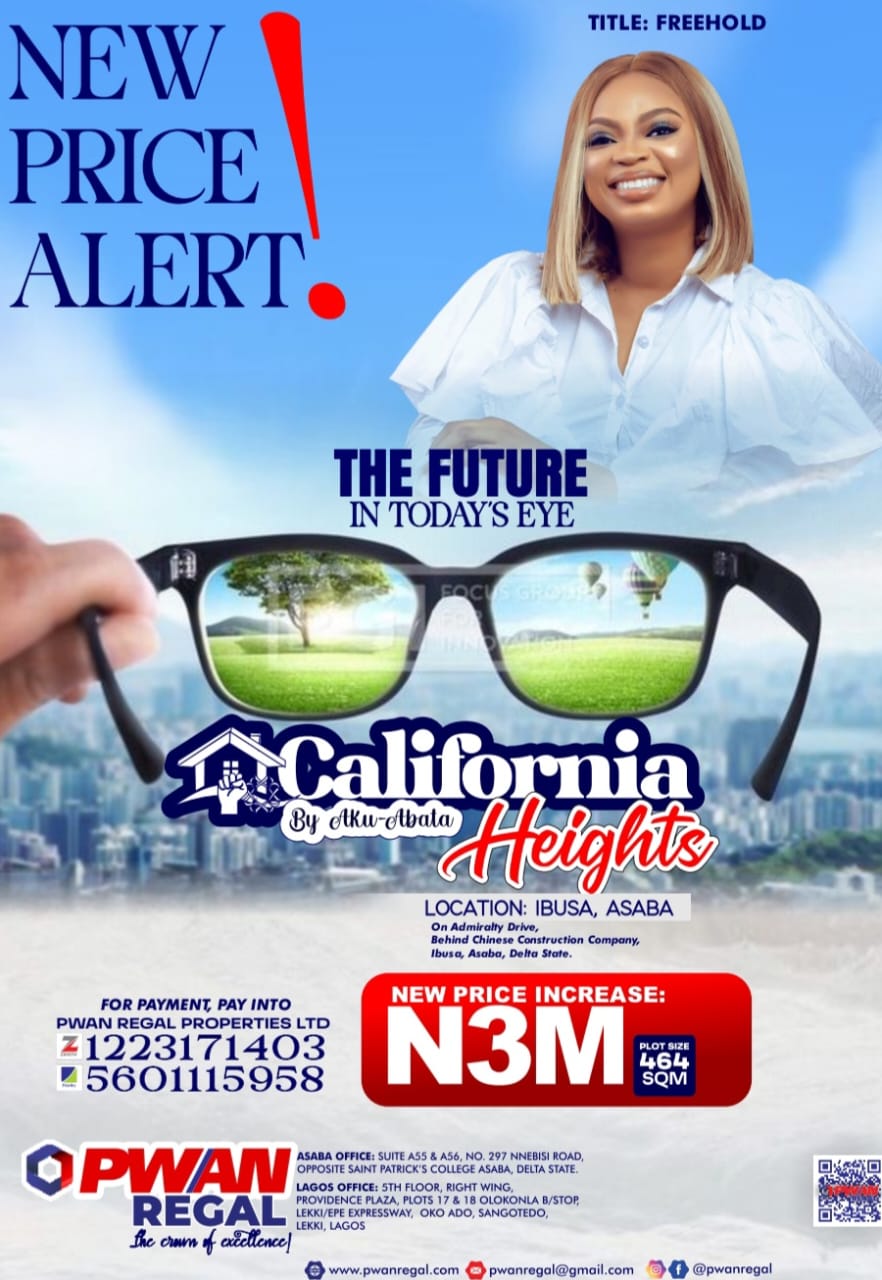 TITLE: FREEHOLD
NEW
PRICE
ALERT!
THE FUTURE
IN TODAY'S EYE
FOCUS GROUP
FOR
INNOVATION
California
By Aku-Abata
Heights
LOCATION: IBUSA, ASABA
On Admiralty Drive,
Behind Chinese Construction Company,
Ibusa, Asaba, Delta State.
FOR PAYMENT, PAY INTO
PWAN REGAL PROPERTIES LTD
1223171403
5601115958
NEW PRICE INCREASE:
N3M
PLOT SIZE
464
SQM
PWAN
REGAL
the crown of excellence!
ASABA OFFICE: SUITE A55 & A56, NO. 297 NNEBISI ROAD,
OPPOSITE SAINT PATRICK'S COLLEGE ASABA, DELTA STATE.
LAGOS OFFICE: 5TH FLOOR, RIGHT WING,
PROVIDENCE PLAZA, PLOTS 17 & 18 OLOKONLA B/STOP,
LEKKI/EPE EXPRESSWAY, OKO ADO, SANGOTEDO,
LEKKI, LAGOS
www.pwanregal.com pwanregal@gmail.com @pwanregal